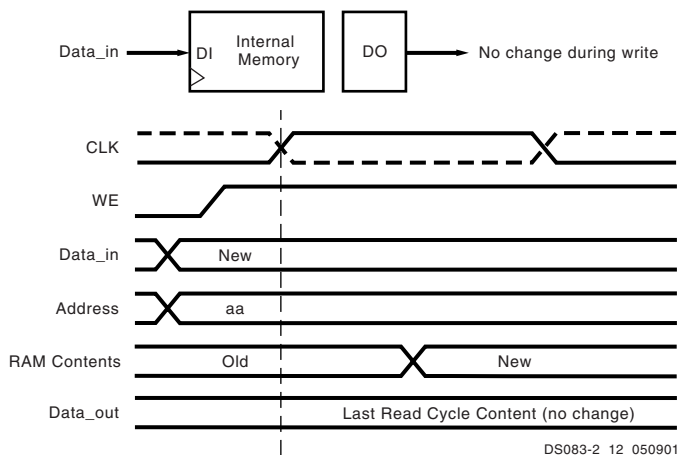 Data_in
DI
Internal
Memory
DO
No change during write
CLK
WE
Data_in
New
Address
aa
RAM Contents
Old
New
Data_out
Last Read Cycle Content (no change)
DS083-2_12_050901